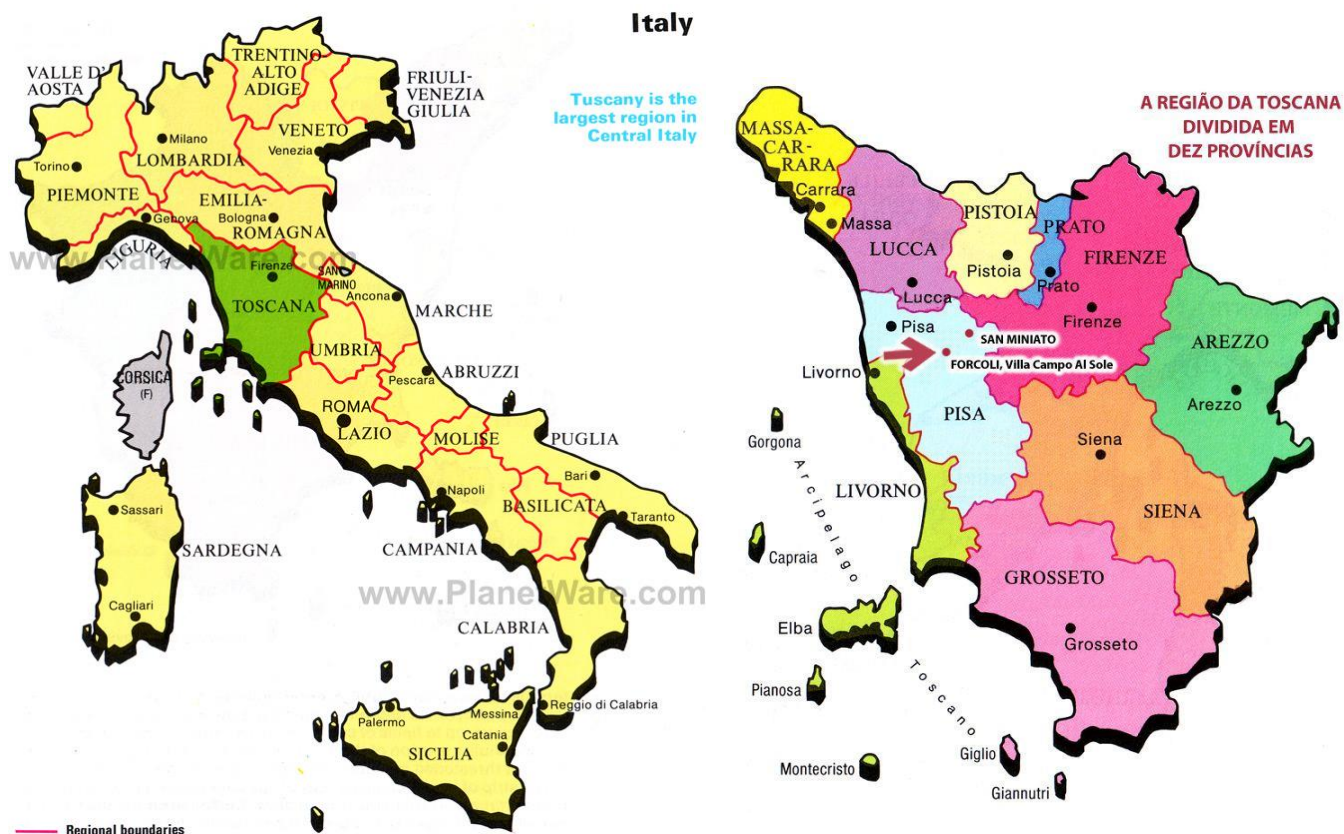 Italy
Tuscany is the
largest region in
Central Italy
VALLE D'
AOSTA
TRENTINO
ALTO
ADIGE
FRIULI-
VENEZIA
GIULIA
VENETO
Venezia
Milano
LOMBARDIA
Torino
PIEMONTE
EMILIA-
Bologna
ROMAGNA
Genova
LIGURIA
www.PlanetWare.com
Firenze
TOSCANA
SAN
MARINO
Ancona
MARCHE
UMBRIA
Pescara
ABRUZZI
CORSICA
(F)
ROMA
LAZIO
MOLISE
PUGLIA
Bari
Napoli
BASILICATA
Taranto
CAMPANIA
Sassari
SARDEGNA
Cagliari
www.PlanetWare.com
CALABRIA
Reggio di Calabria
Palermo
Messina
Catania
SICILIA
Regional boundaries
A REGIÃO DA TOSCANA
DIVIDIDA EM
DEZ PROVÍNCIAS
MASSA-
CAR-
RARA
Carrara
Massa
LUCCA
Lucca
PISTOIA
Pistoia
PRATO
Prato
FIRENZE
Firenze
Pisa
SAN MINIATO
FORCOLI, Villa Campo Al Sole
Livorno
PISA
AREZZO
Arezzo
Siena
SIENA
LIVORNO
GROSSETO
Grosseto
Gorgona
Arcipelago
Toscano
Capraia
Elba
Pianosa
Montecristo
Giglio
Giannutri